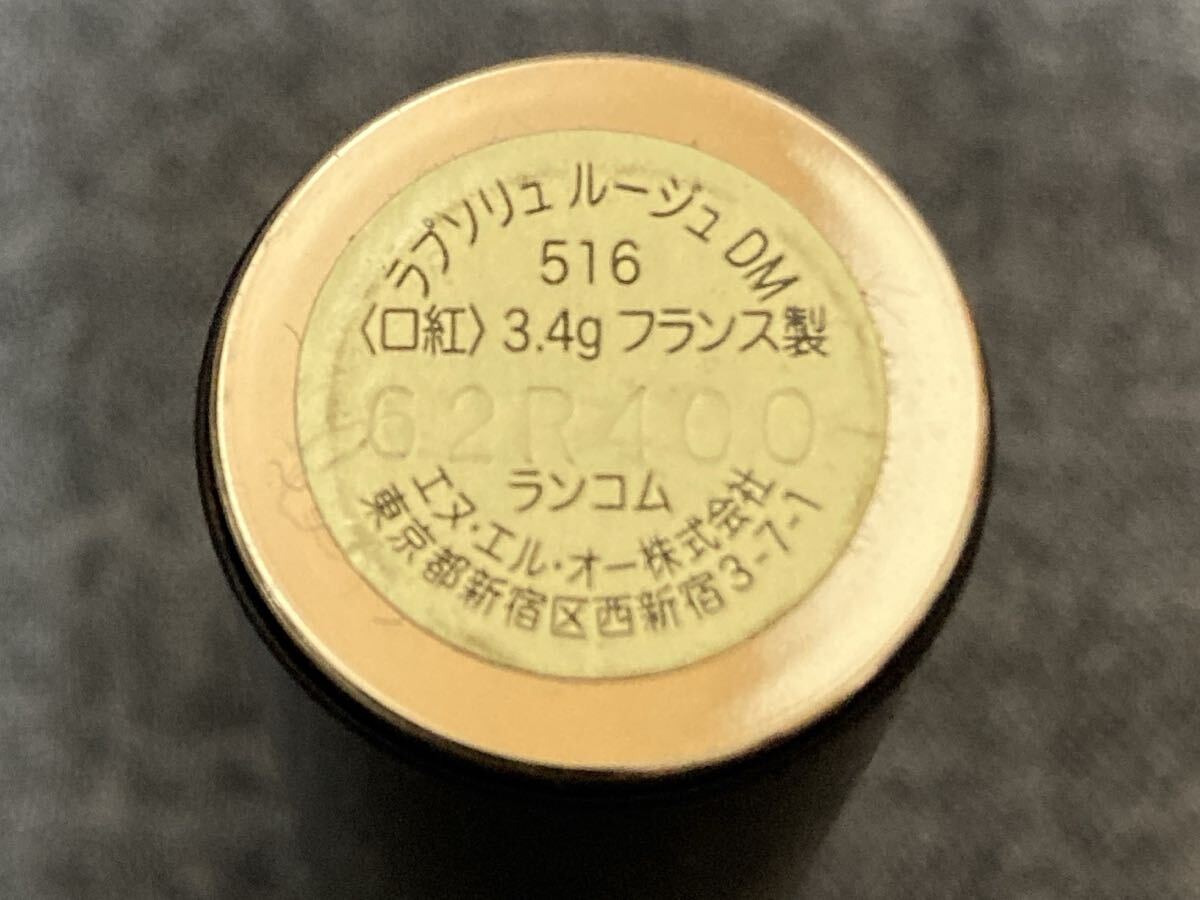 ラプソリュ ルージュ DM
516
〈口紅〉 3.4g フランス製
62R400
ランコム
エヌ・エル・オー株式会社
東京都新宿区西新宿3-7-1